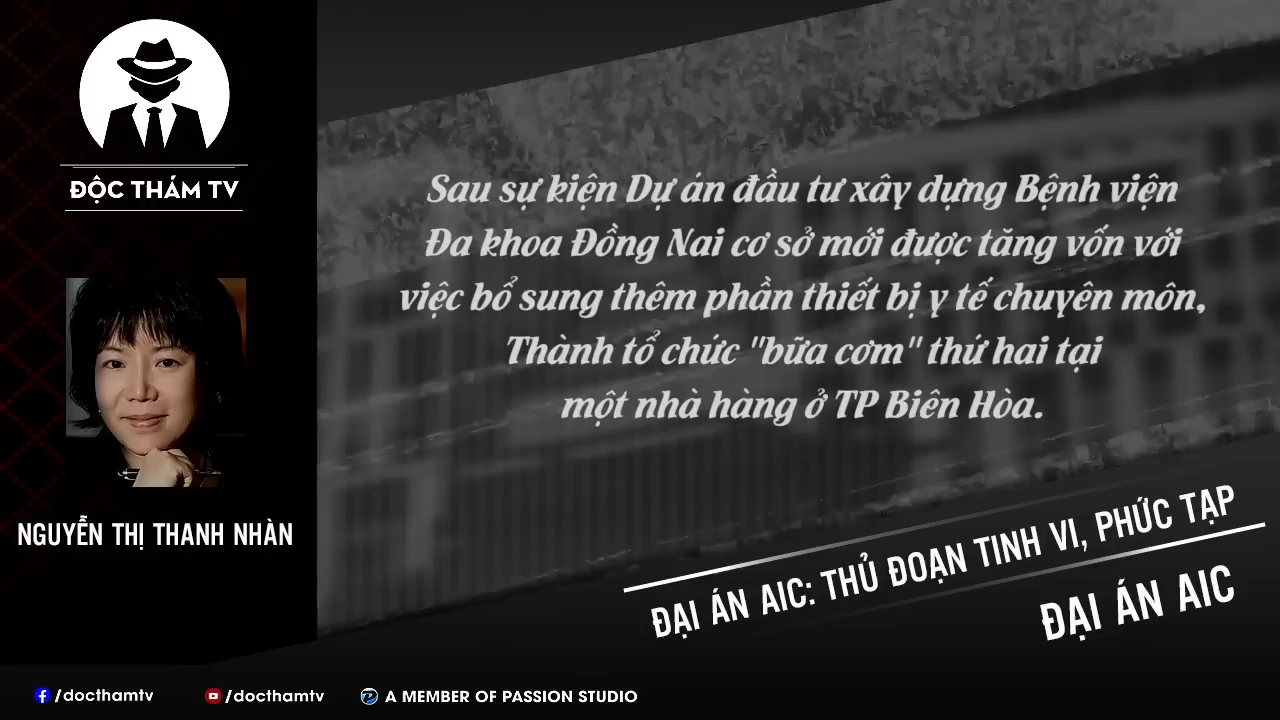 ĐỘC THÁM TV
NGUYỄN THỊ THANH NHÀN
Sau sự kiện Dự án đầu tư xây dựng Bệnh viện
Đa khoa Đồng Nai cơ sở mới được tăng vốn với
việc bổ sung thêm phần thiết bị y tế chuyên môn,
Thành tổ chức "bữa cơm" thứ hai tại
một nhà hàng ở TP Biên Hòa.
ĐẠI ÁN AIC: THỦ ĐOẠN TINH VI, PHỨC TẠP
ĐẠI ÁN AIC
/docthamtv
/docthamtv
A MEMBER OF PASSION STUDIO